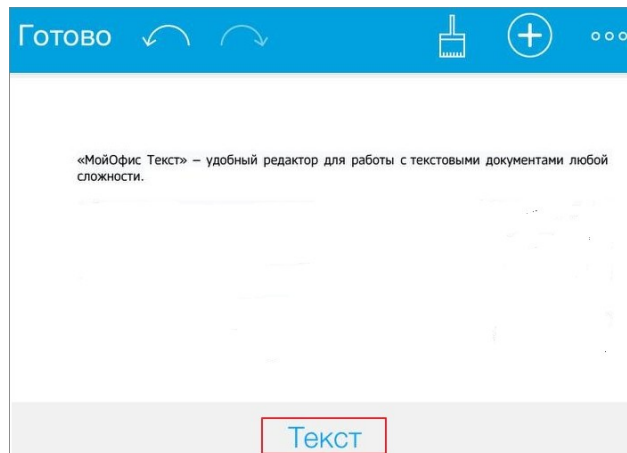 Готово
«МойОфис Текст» – удобный редактор для работы с текстовыми документами любой
сложности.
Текст